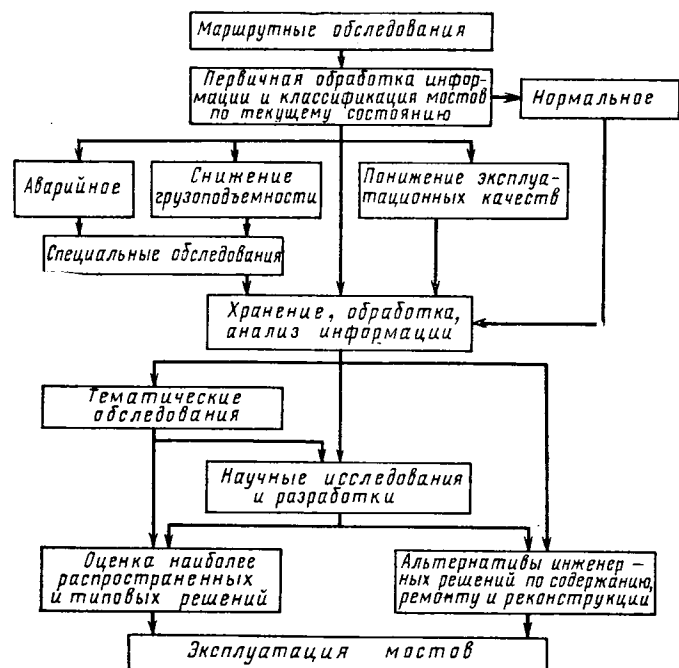 Маршрутные обследования
Первичная обработка инфор-
мации и классификация мостов
по текущему состоянию
Нормальное
Аварийное
Снижение
грузоподъемности
Понижение эксплуа-
тационных качеств
Специальные обследования
Хранение, обработка,
анализ информации
Тематические
обследования
Научные исследования
и разработки
Оценка наиболее
распространенных
и типовых решений
Альтернативы инженер-
ных решений по содержанию,
ремонту и реконструкции
Эксплуатация мостов